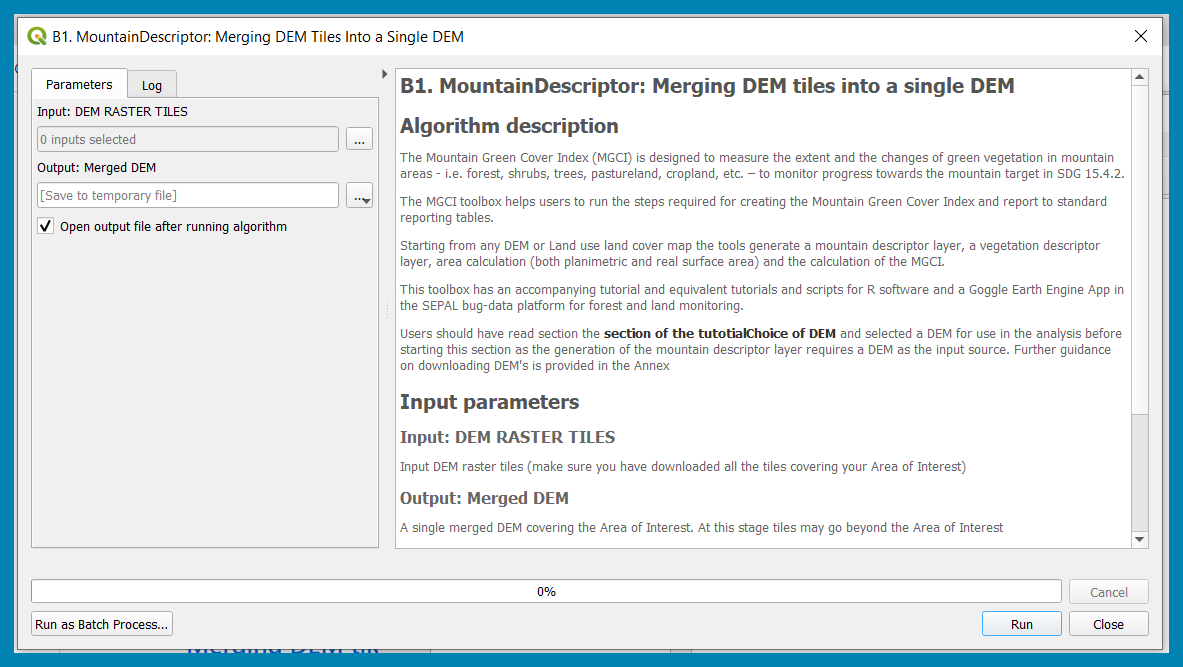 B1. MountainDescriptor: Merging DEM Tiles Into a Single DEM
Parameters
Log
Input: DEM RASTER TILES
0 inputs selected
...
Output: Merged DEM
[Save to temporary file]
...
Open output file after running algorithm
B1. MountainDescriptor: Merging DEM tiles into a single DEM
Algorithm description
The Mountain Green Cover Index (MGCI) is designed to measure the extent and the changes of green vegetation in mountain
areas - i.e. forest, shrubs, trees, pastureland, cropland, etc. – to monitor progress towards the mountain target in SDG 15.4.2.
The MGCI toolbox helps users to run the steps required for creating the Mountain Green Cover Index and report to standard
reporting tables.
Starting from any DEM or Land use land cover map the tools generate a mountain descriptor layer, a vegetation descriptor
layer, area calculation (both planimetric and real surface area) and the calculation of the MGCI.
This toolbox has an accompanying tutorial and equivalent tutorials and scripts for R software and a Goggle Earth Engine App in
the SEPAL bug-data platform for forest and land monitoring.
Users should have read section the section of the tutotialChoice of DEM and selected a DEM for use in the analysis before
starting this section as the generation of the mountain descriptor layer requires a DEM as the input source. Further guidance
on downloading DEM's is provided in the Annex
Input parameters
Input: DEM RASTER TILES
Input DEM raster tiles (make sure you have downloaded all the tiles covering your Area of Interest)
Output: Merged DEM
A single merged DEM covering the Area of Interest. At this stage tiles may go beyond the Area of Interest
0%
Cancel
Run as Batch Process...
Run
Close